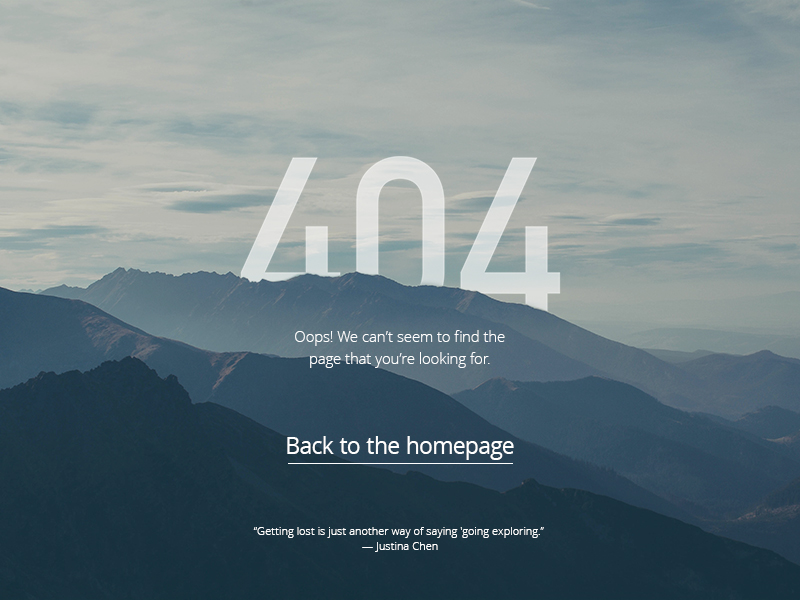 404
Oops! We can’t seem to find the
page that you’re looking for.
Back to the homepage
“Getting lost is just another way of saying 'going exploring.”
— Justina Chen